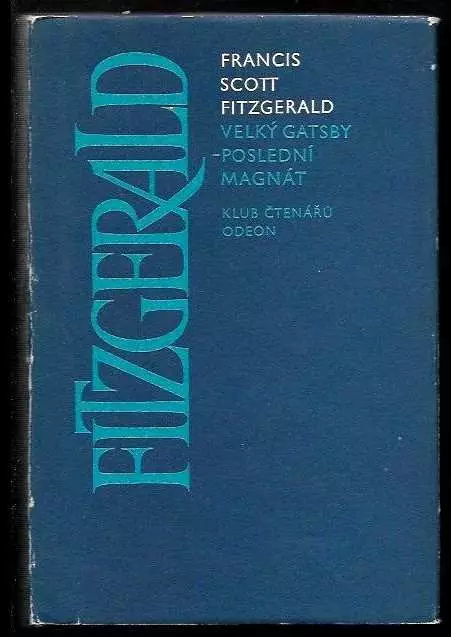 FITZGERALD
FRANCIS
SCOTT
FITZGERALD
VELKÝ GATSBY
-POSLEDNÍ
MAGNÁT
KLUB ČTENÁŘŮ
ODEON